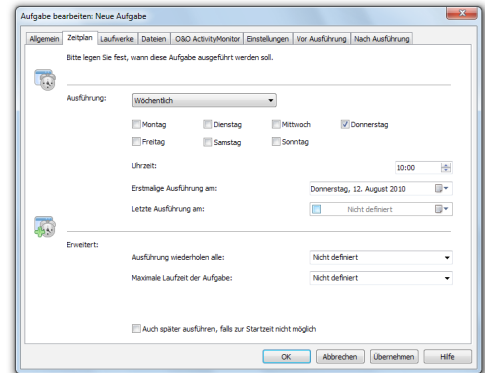 Aufgabe bearbeiten: Neue Aufgabe
Allgemein Zeitplan Laufwerke Dateien O&O ActivityMonitor Einstellungen Vor Ausführung Nach Ausführung
Bitte legen Sie fest, wann diese Aufgabe ausgeführt werden soll.
Ausführung: Wöchentlich
Montag Dienstag Mittwoch Donnerstag
Freitag Samstag Sonntag
Uhrzeit: 10:00
Erstmalige Ausführung am: Donnerstag, 12. August 2010
Letzte Ausführung am: Nicht definiert
Erweitert:
Ausführung wiederholen alle: Nicht definiert
Maximale Laufzeit der Aufgabe: Nicht definiert
Auch später ausführen, falls zur Startzeit nicht möglich
OK Abbrechen Übernehmen Hilfe